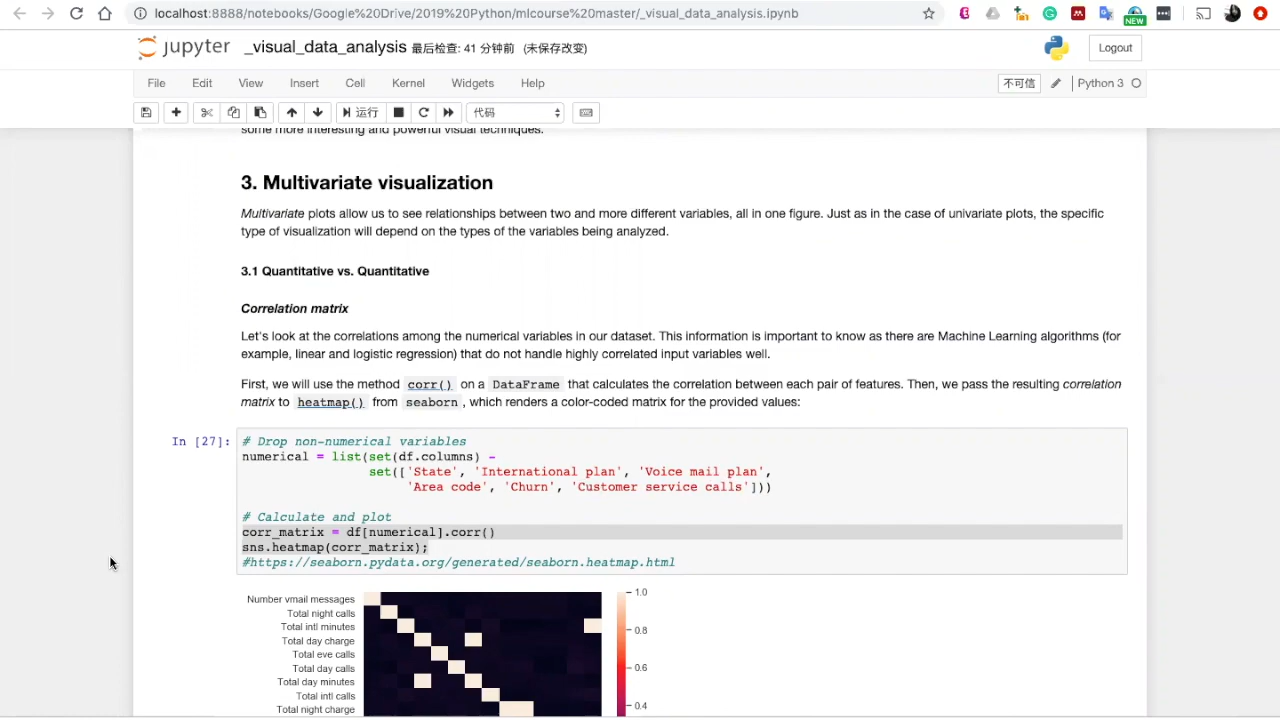 localhost:8888/notebooks/Google%20Drive/2019%20Python/mlcourse%20master/_visual_data_analysis.ipynb
NEW
jupyter _visual_data_analysis 最后检查: 41 分钟前 (未保存改变)
Logout
File Edit View Insert Cell Kernel Widgets Help
不可信 Python 3
运行 代码
some more interesting and powerful visual techniques.
3. Multivariate visualization
Multivariate plots allow us to see relationships between two and more different variables, all in one figure. Just as in the case of univariate plots, the specific
type of visualization will depend on the types of the variables being analyzed.
3.1 Quantitative vs. Quantitative
Correlation matrix
Let's look at the correlations among the numerical variables in our dataset. This information is important to know as there are Machine Learning algorithms (for
example, linear and logistic regression) that do not handle highly correlated input variables well.
First, we will use the method corr() on a DataFrame that calculates the correlation between each pair of features. Then, we pass the resulting correlation
matrix to heatmap() from seaborn, which renders a color-coded matrix for the provided values:
In [27]:
# Drop non-numerical variables
numerical = list(set(df.columns) -
set(['State', 'International plan', 'Voice mail plan',
'Area code', 'Churn', 'Customer service calls']))
# Calculate and plot
corr_matrix = df[numerical].corr()
sns.heatmap(corr_matrix);
#https://seaborn.pydata.org/generated/seaborn.heatmap.html
Number vmail messages
Total night calls
Total intl minutes
Total day charge
Total eve calls
Total day calls
Total day minutes
Total intl calls
Total night charge
1.0
0.8
0.6
0.4